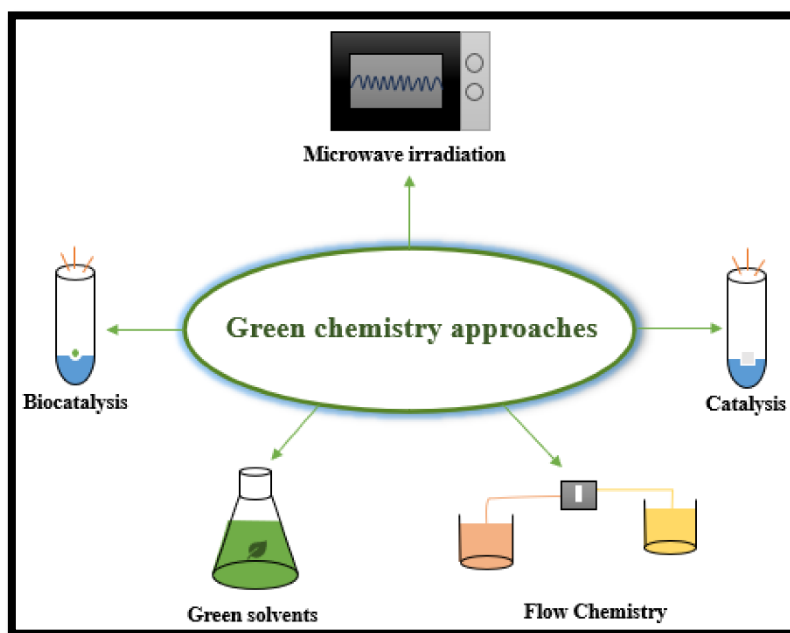 Microwave irradiation
Green chemistry approaches
Biocatalysis
Catalysis
Green solvents
Flow Chemistry